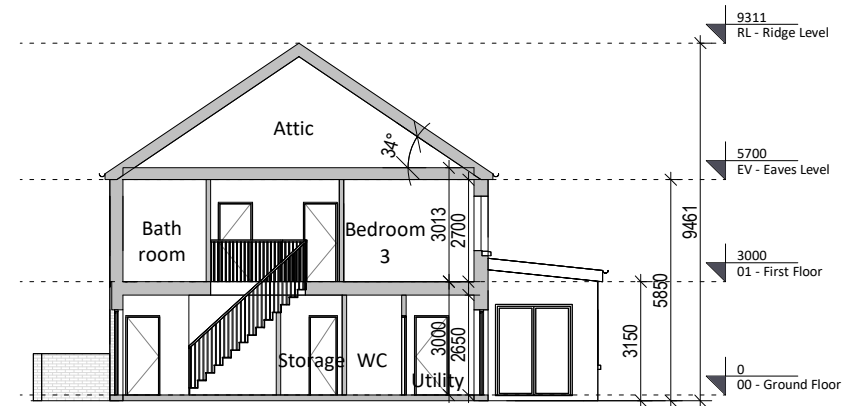 9311
RL - Ridge Level
Attic
34°
5700
EV - Eaves Level
Bath
room
Bedroom
3
3013
2700
9461
3000
01 - First Floor
5850
3150
3000
2650
Storage
WC
Utility
0
00 - Ground Floor